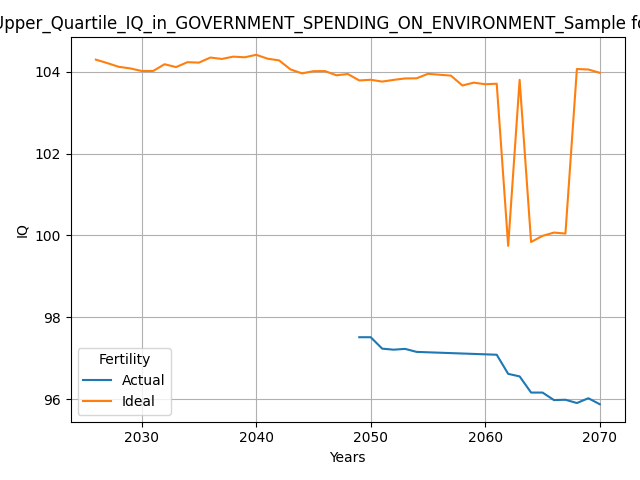 Upper_Quartile_IQ_in_GOVERNMENT_SPENDING_ON_ENVIRONMENT_Sample fo
IQ
104
102
100
98
96
Fertility
Actual
Ideal
2030 2040 2050 2060 2070
Years